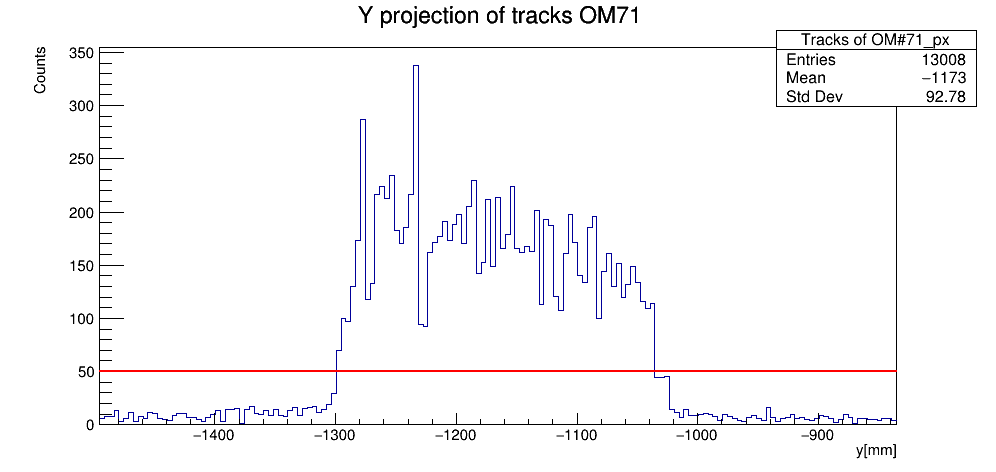 Y projection of tracks OM71
Tracks of OM#71_px
Entries 13008
Mean −1173
Std Dev 92.78
Counts
350
300
250
200
150
100
50
0
−1400 −1300 −1200 −1100 −1000 −900
y[mm]